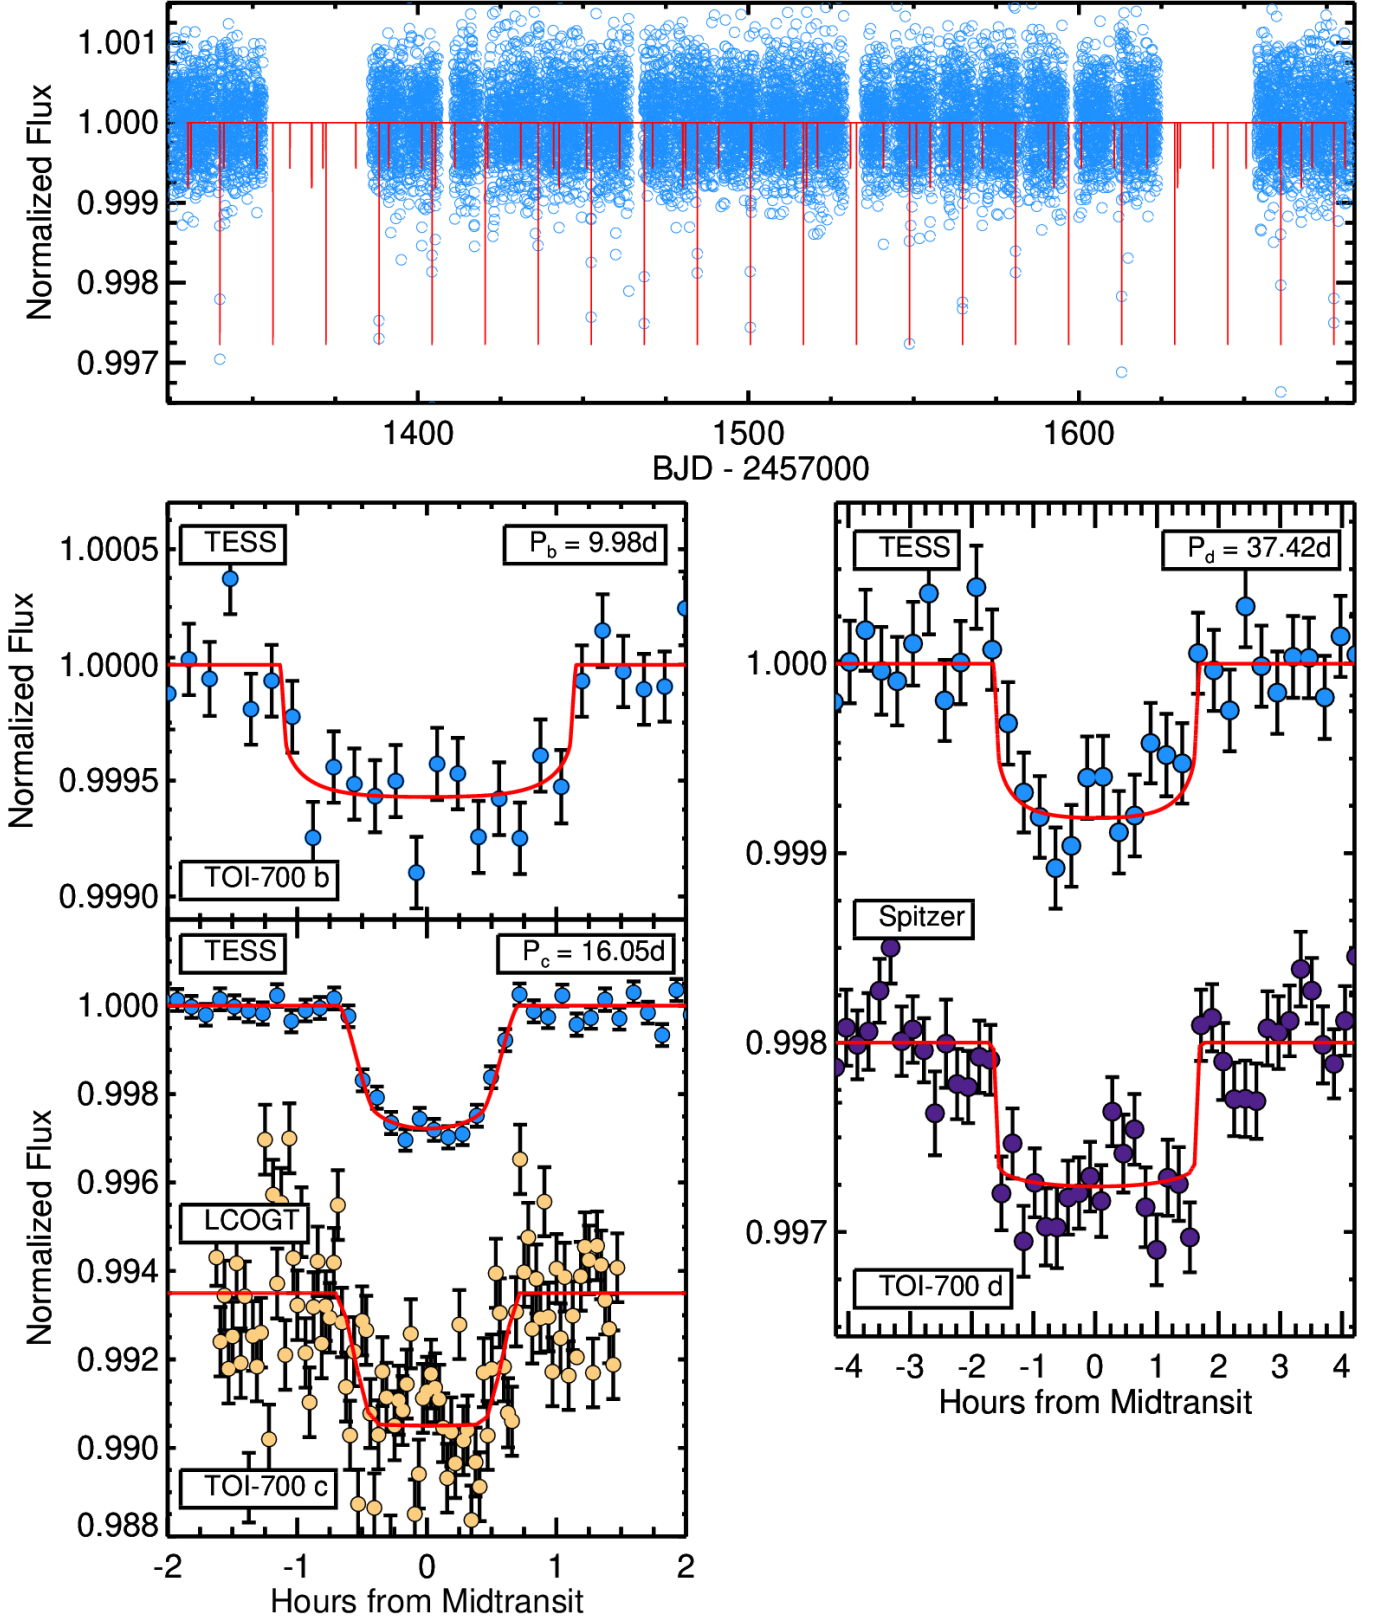 1.001
1.000
0.999
0.998
0.997
Normalized Flux
1400 1500 1600
BJD - 2457000
TESS
P_b = 9.98d
1.0005
1.0000
0.9995
0.9990
Normalized Flux
TOI-700 b
TESS
P_c = 16.05d
1.000
0.998
0.996
0.994
0.992
0.990
0.988
Normalized Flux
LCOGT
TOI-700 c
-2 -1 0 1 2
Hours from Midtransit
TESS
P_d = 37.42d
1.000
0.999
0.998
0.997
Spitzer
TOI-700 d
-4 -3 -2 -1 0 1 2 3 4
Hours from Midtransit